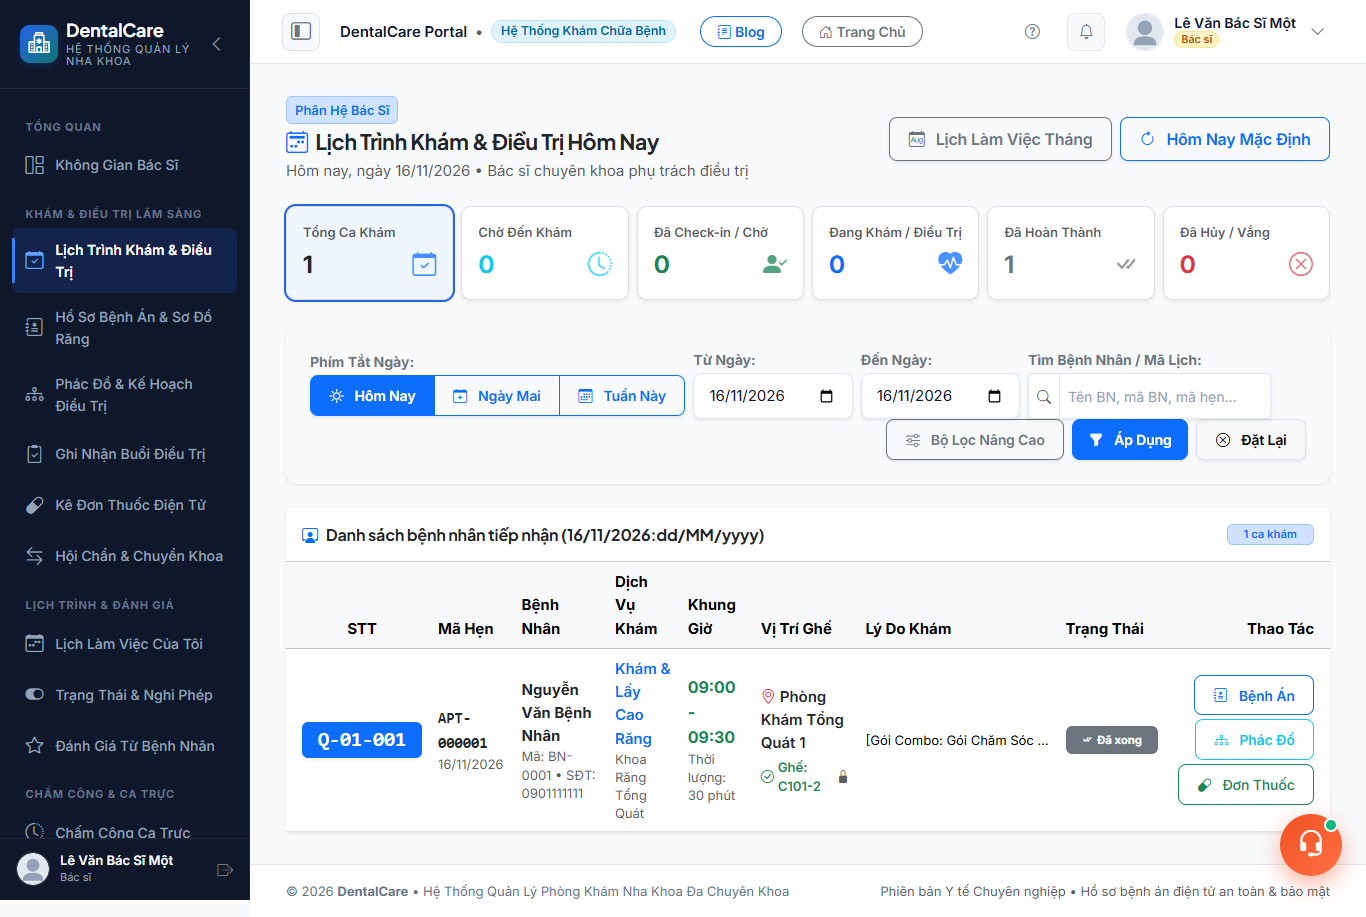 DentalCare
HỆ THỐNG QUẢN LÝ
NHA KHOA
TỔNG QUAN
Không Gian Bác Sĩ
KHÁM & ĐIỀU TRỊ LÂM SÀNG
Lịch Trình Khám & Điều
Trị
Hồ Sơ Bệnh Án & Sơ Đồ
Răng
Phác Đồ & Kế Hoạch
Điều Trị
Ghi Nhận Buổi Điều Trị
Kê Đơn Thuốc Điện Tử
Hội Chẩn & Chuyển Khoa
LỊCH TRÌNH & ĐÁNH GIÁ
Lịch Làm Việc Của Tôi
Trạng Thái & Nghỉ Phép
Đánh Giá Từ Bệnh Nhân
CHẤM CÔNG & CA TRỰC
Chấm Công Ca Trực
Lê Văn Bác Sĩ Một
Bác sĩ
DentalCare Portal • Hệ Thống Khám Chữa Bệnh
Blog
Trang Chủ
Lê Văn Bác Sĩ Một
Bác sĩ
Phân Hệ Bác Sĩ
Lịch Trình Khám & Điều Trị Hôm Nay
Hôm nay, ngày 16/11/2026 • Bác sĩ chuyên khoa phụ trách điều trị
Aug
Lịch Làm Việc Tháng
Hôm Nay Mặc Định
Tổng Ca Khám
1
Chờ Đến Khám
0
Đã Check-in / Chờ
0
Đang Khám / Điều Trị
0
Đã Hoàn Thành
1
Đã Hủy / Vắng
0
Phím Tắt Ngày:
Hôm Nay
Ngày Mai
Tuần Này
Từ Ngày:
16/11/2026
Đến Ngày:
16/11/2026
Tìm Bệnh Nhân / Mã Lịch:
Tên BN, mã BN, mã hẹn...
Bộ Lọc Nâng Cao
Áp Dụng
Đặt Lại
Danh sách bệnh nhân tiếp nhận (16/11/2026:dd/MM/yyyy)
1 ca khám
STT
Mã Hẹn
Bệnh
Nhân
Dịch
Vụ
Khám
Khung
Giờ
Vị Trí Ghế
Lý Do Khám
Trạng Thái
Thao Tác
Q-01-001
APT-
000001
16/11/2026
Nguyễn
Văn Bệnh
Nhân
Mã: BN-
0001 • SĐT:
0901111111
Khám &
Lấy
Cao
Răng
Khoa
Răng
Tổng
Quát
09:00
-
09:30
Thời
lượng:
30 phút
Phòng
Khám Tổng
Quát 1
Ghế:
C101-2
[Gói Combo: Gói Chăm Sóc ...
Đã xong
Bệnh Án
Phác Đồ
Đơn Thuốc
© 2026 DentalCare • Hệ Thống Quản Lý Phòng Khám Nha Khoa Đa Chuyên Khoa
Phiên bản Y tế Chuyên nghiệp • Hồ sơ bệnh án điện tử an toàn & bảo mật